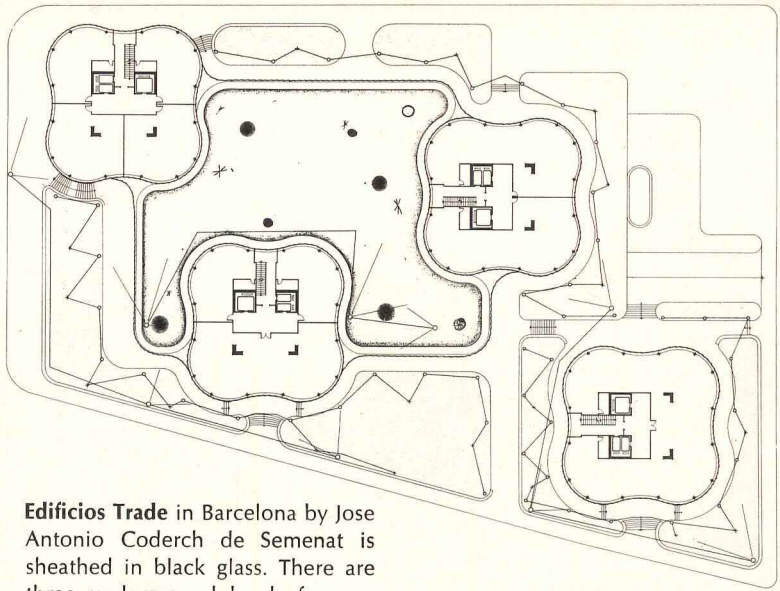 Edificios Trade in Barcelona by Jose
Antonio Coderch de Semenat is
sheathed in black glass. There are